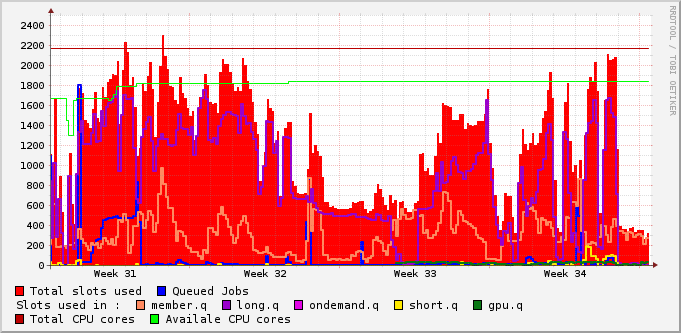 RRDTOOL / TOBI OETIKER
2400
2200
2000
1800
1600
1400
1200
1000
800
600
400
200
0
Week 31 Week 32 Week 33 Week 34
Total slots used Queued Jobs
Slots used in : member.q long.q ondemand.q short.q gpu.q
Total CPU cores Availale CPU cores